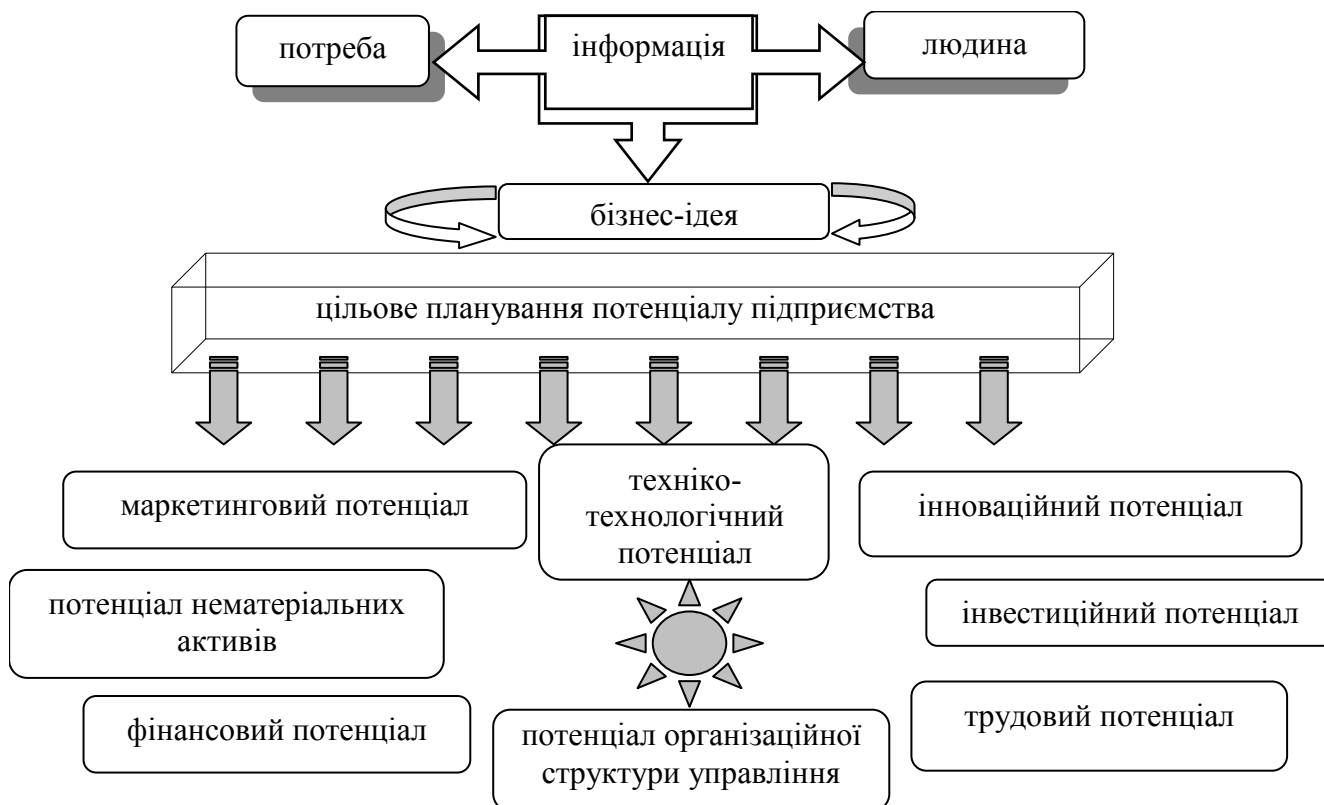 потреба
інформація
людина
бізнес-ідея
цільове планування потенціалу підприємства
маркетинговий потенціал
техніко-
технологічний
потенціал
інноваційний потенціал
потенціал нематеріальних
активів
інвестиційний потенціал
фінансовий потенціал
потенціал організаційної
структури управління
трудовий потенціал